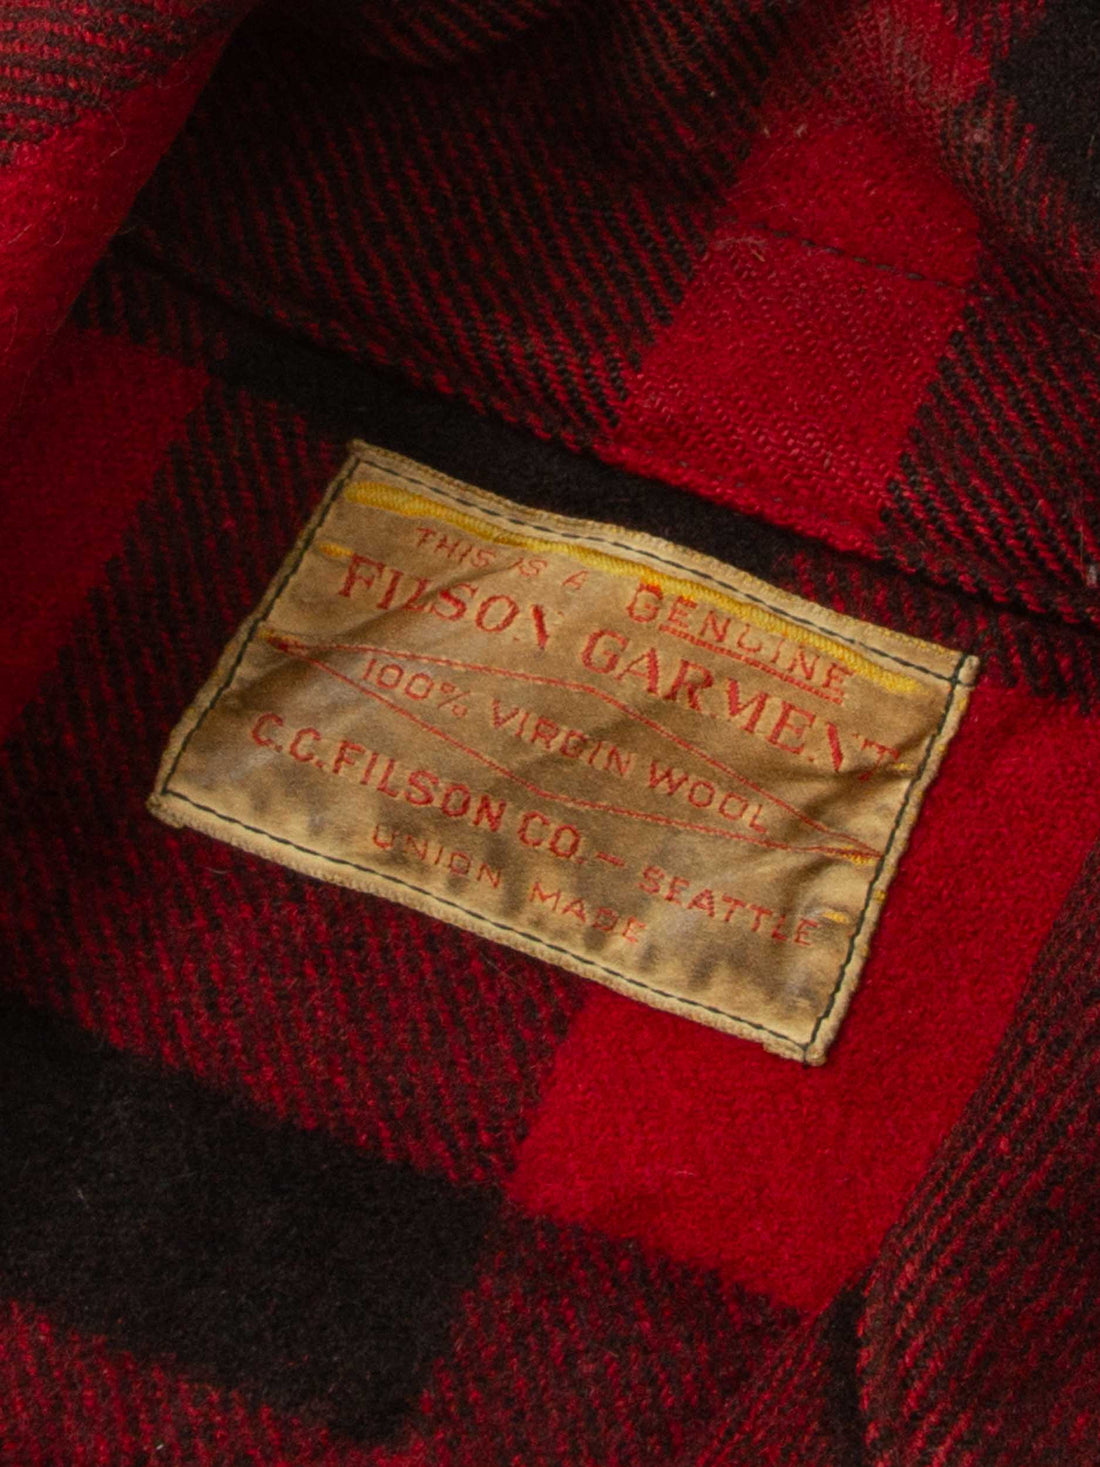 THIS IS A GENUINE
FILSON GARMENT
100% VIRGIN WOOL
C.C. FILSON CO. – SEATTLE
UNION MADE